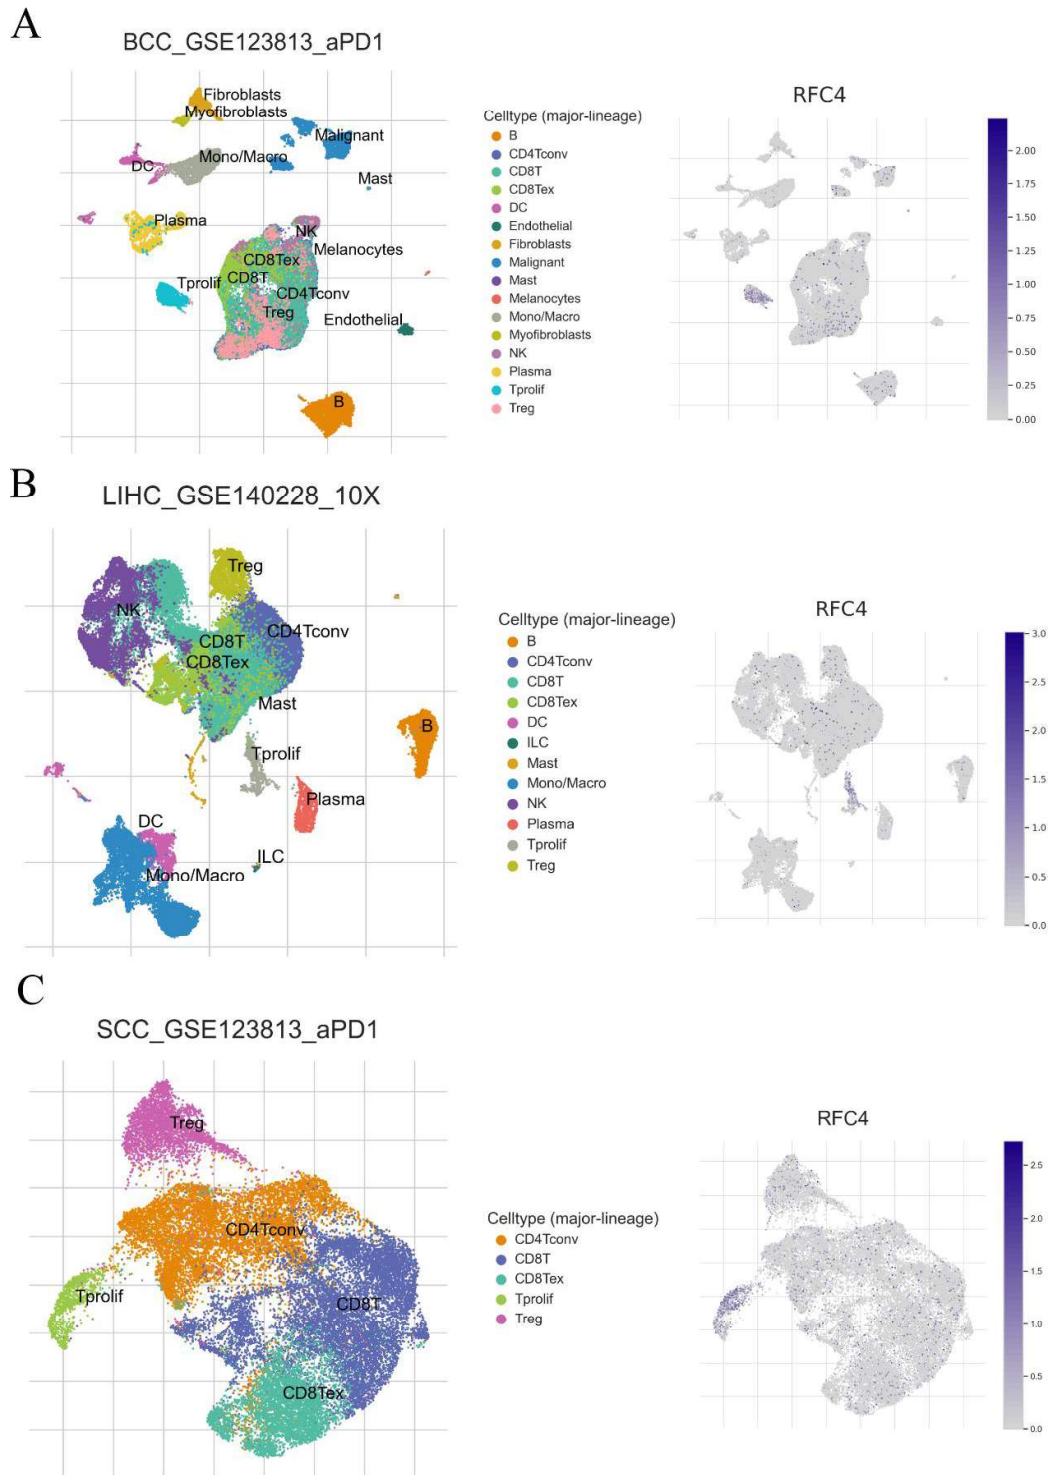 A
BCC_GSE123813_aPD1
Fibroblasts
Myofibroblasts
Malignant
Mono/Macro
DC
Mast
Plasma
NK
Melanocytes
CD8Tex
CD8T
Tprolif
CD4Tconv
Treg
Endothelial
B
Celltype (major-lineage)
B
CD4Tconv
CD8T
CD8Tex
DC
Endothelial
Fibroblasts
Malignant
Mast
Melanocytes
Mono/Macro
Myofibroblasts
NK
Plasma
Tprolif
Treg
RFC4
2.00
1.75
1.50
1.25
1.00
0.75
0.50
0.25
0.00
B
LIHC_GSE140228_10X
Treg
NK
CD4Tconv
CD8T
CD8Tex
Mast
B
Tprolif
Plasma
DC
ILC
Mono/Macro
Celltype (major-lineage)
B
CD4Tconv
CD8T
CD8Tex
DC
ILC
Mast
Mono/Macro
NK
Plasma
Tprolif
Treg
RFC4
3.0
2.5
2.0
1.5
1.0
0.5
0.0
C
SCC_GSE123813_aPD1
Treg
CD4Tconv
Tprolif
CD8T
CD8Tex
Celltype (major-lineage)
CD4Tconv
CD8T
CD8Tex
Tprolif
Treg
RFC4
2.5
2.0
1.5
1.0
0.5
0.0